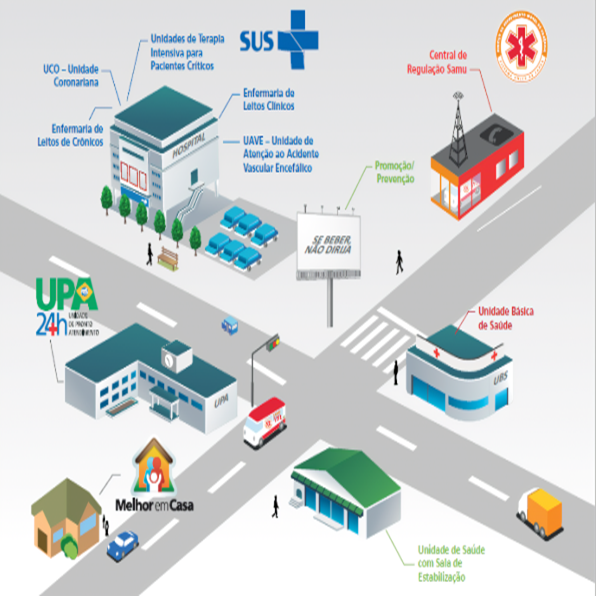 Unidades de Terapia
Intensiva para
Pacientes Críticos
SUS
UCO – Unidade
Coronariana
Enfermaria de
Leitos de Crônicos
Enfermaria de
Leitos Clínicos
UAVE – Unidade de
Atenção ao Acidente
Vascular Encefálico
HOSPITAL
Central de
Regulação Samu
Promoção/
Prevenção
SE BEBER,
NÃO DIRIJA
UPA
24h
UNIDADE
DE PRONTO
ATENDIMENTO
UPA
Unidade Básica
de Saúde
UBS
Melhor em Casa
Unidade de Saúde
com Sala de
Estabilização